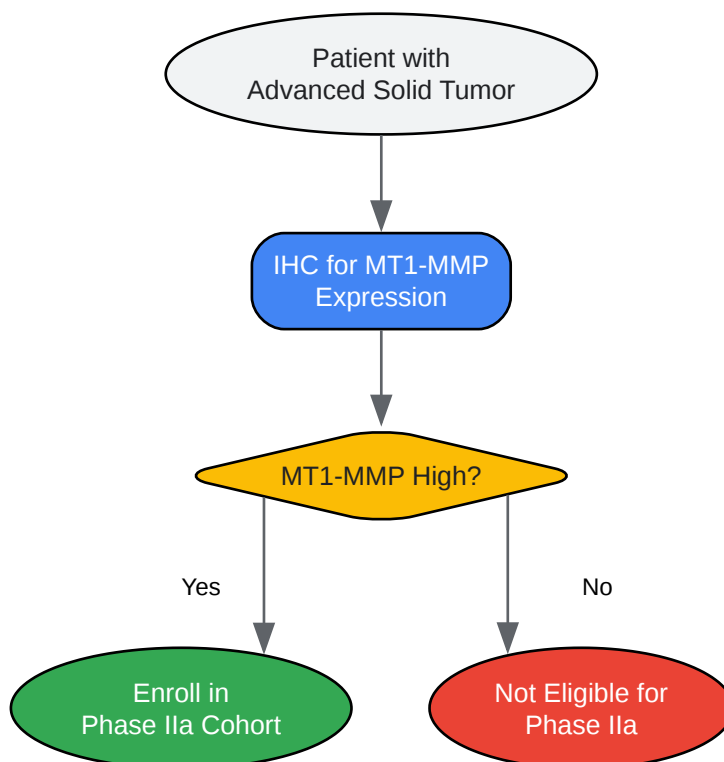 Patient with
Advanced Solid Tumor
IHC for MT1-MMP
Expression
MT1-MMP High?
Yes
No
Enroll in
Phase IIa Cohort
Not Eligible for
Phase IIa